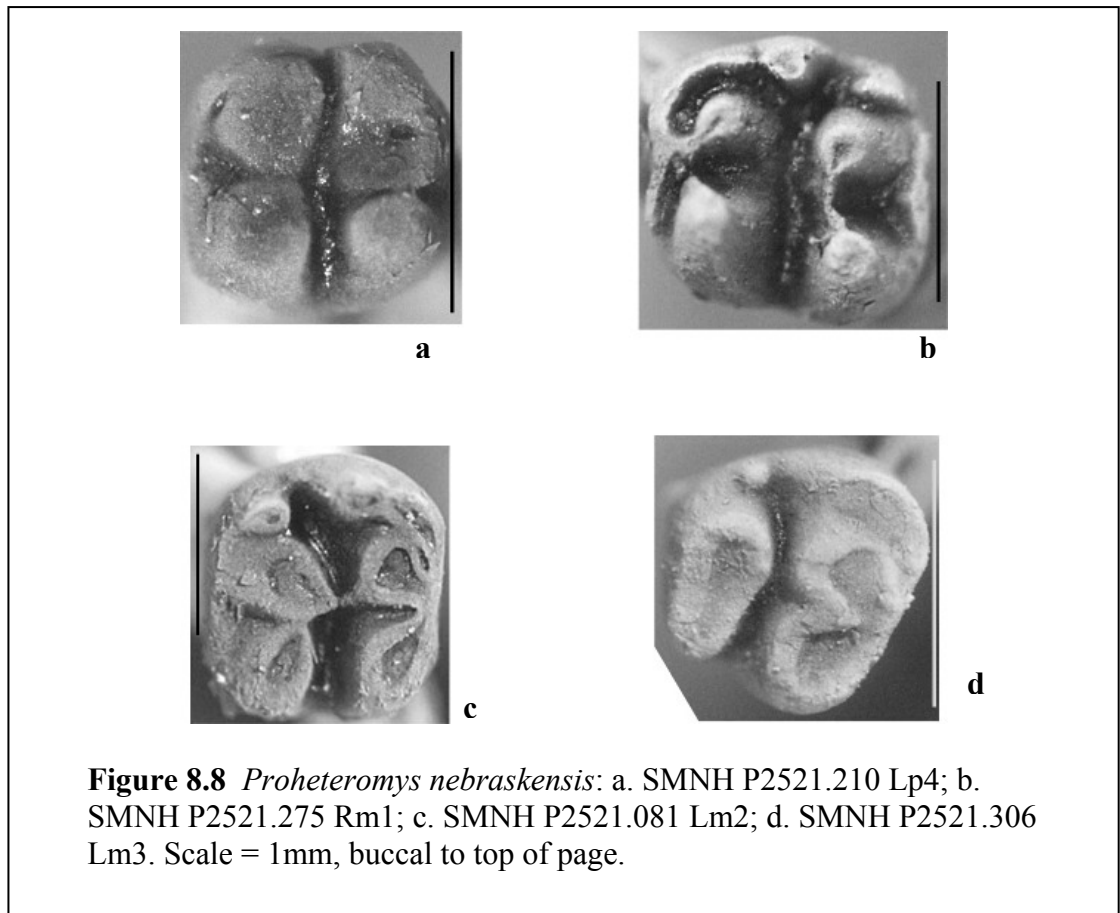 a
b
c
d
Figure 8.8 Proheteromys nebraskensis: a. SMNH P2521.210 Lp4; b.
SMNH P2521.275 Rm1; c. SMNH P2521.081 Lm2; d. SMNH P2521.306
Lm3. Scale = 1mm, buccal to top of page.